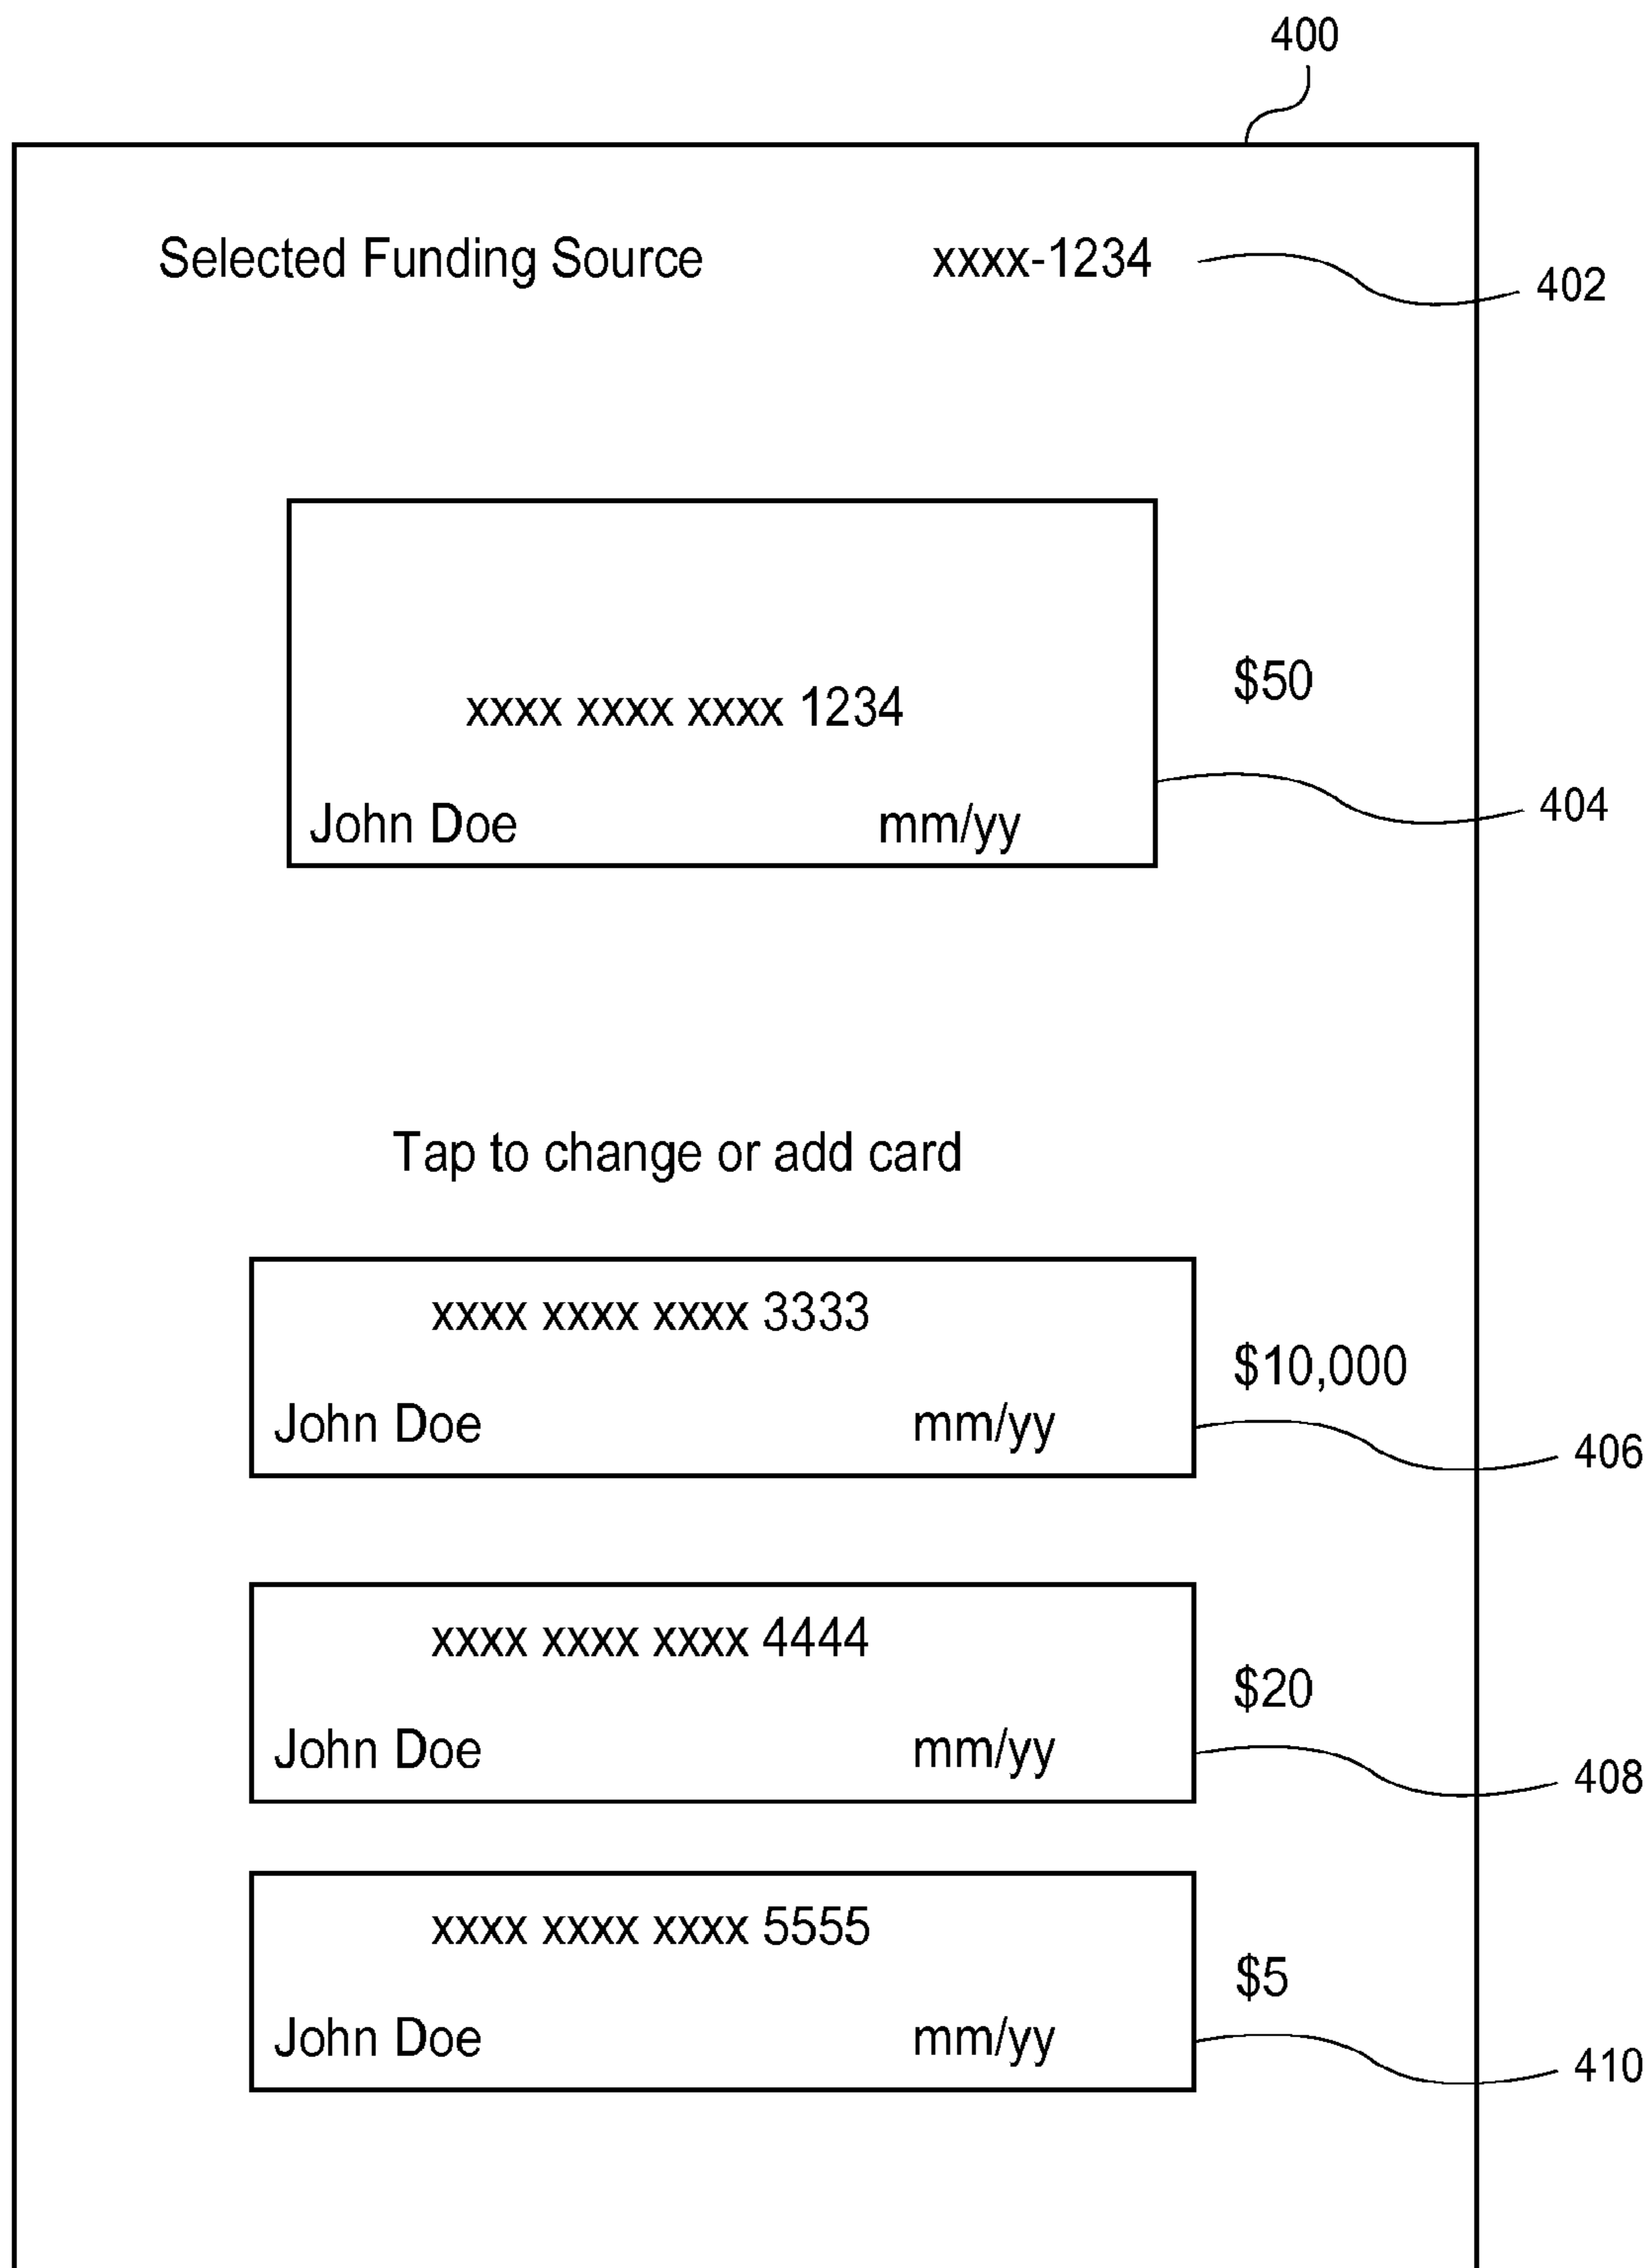 400
Selected Funding Source xxxx-1234
402
$50
xxxx xxxx xxxx 1234
404
John Doe mm/yy
Tap to change or add card
xxxx xxxx xxxx 3333
$10,000
John Doe mm/yy
406
xxxx xxxx xxxx 4444
$20
John Doe mm/yy
408
xxxx xxxx xxxx 5555
$5
John Doe mm/yy
410